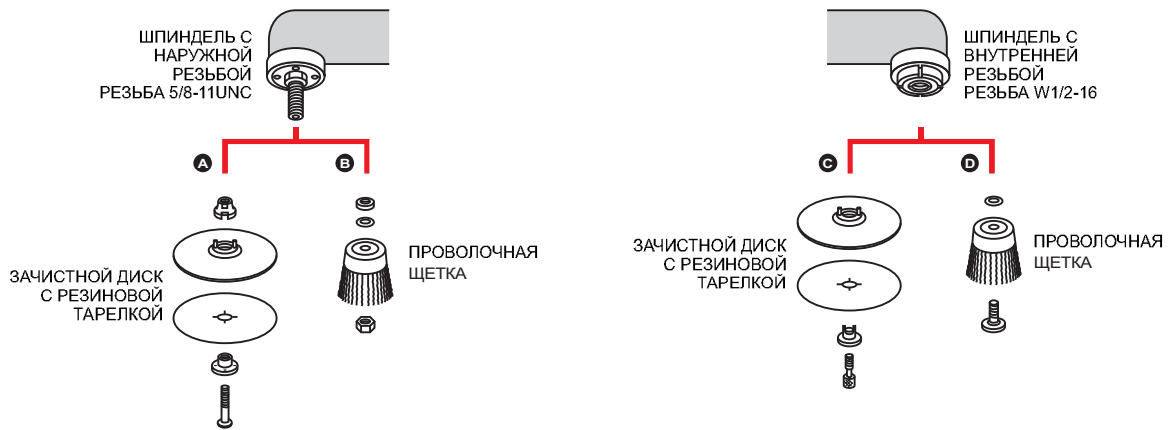 ШПИНДЕЛЬ С
НАРУЖНОЙ
РЕЗЬБОЙ
РЕЗЬБА 5/8-11UNC
A
B
ЗАЧИСТНОЙ ДИСК
С РЕЗИНОВОЙ
ТАРЕЛКОЙ
ПРОВОЛОЧНАЯ
ЩЕТКА
ШПИНДЕЛЬ С
ВНУТРЕННЕЙ
РЕЗЬБОЙ
РЕЗЬБА W1/2-16
C
D
ЗАЧИСТНОЙ ДИСК
С РЕЗИНОВОЙ
ТАРЕЛКОЙ
ПРОВОЛОЧНАЯ
ЩЕТКА